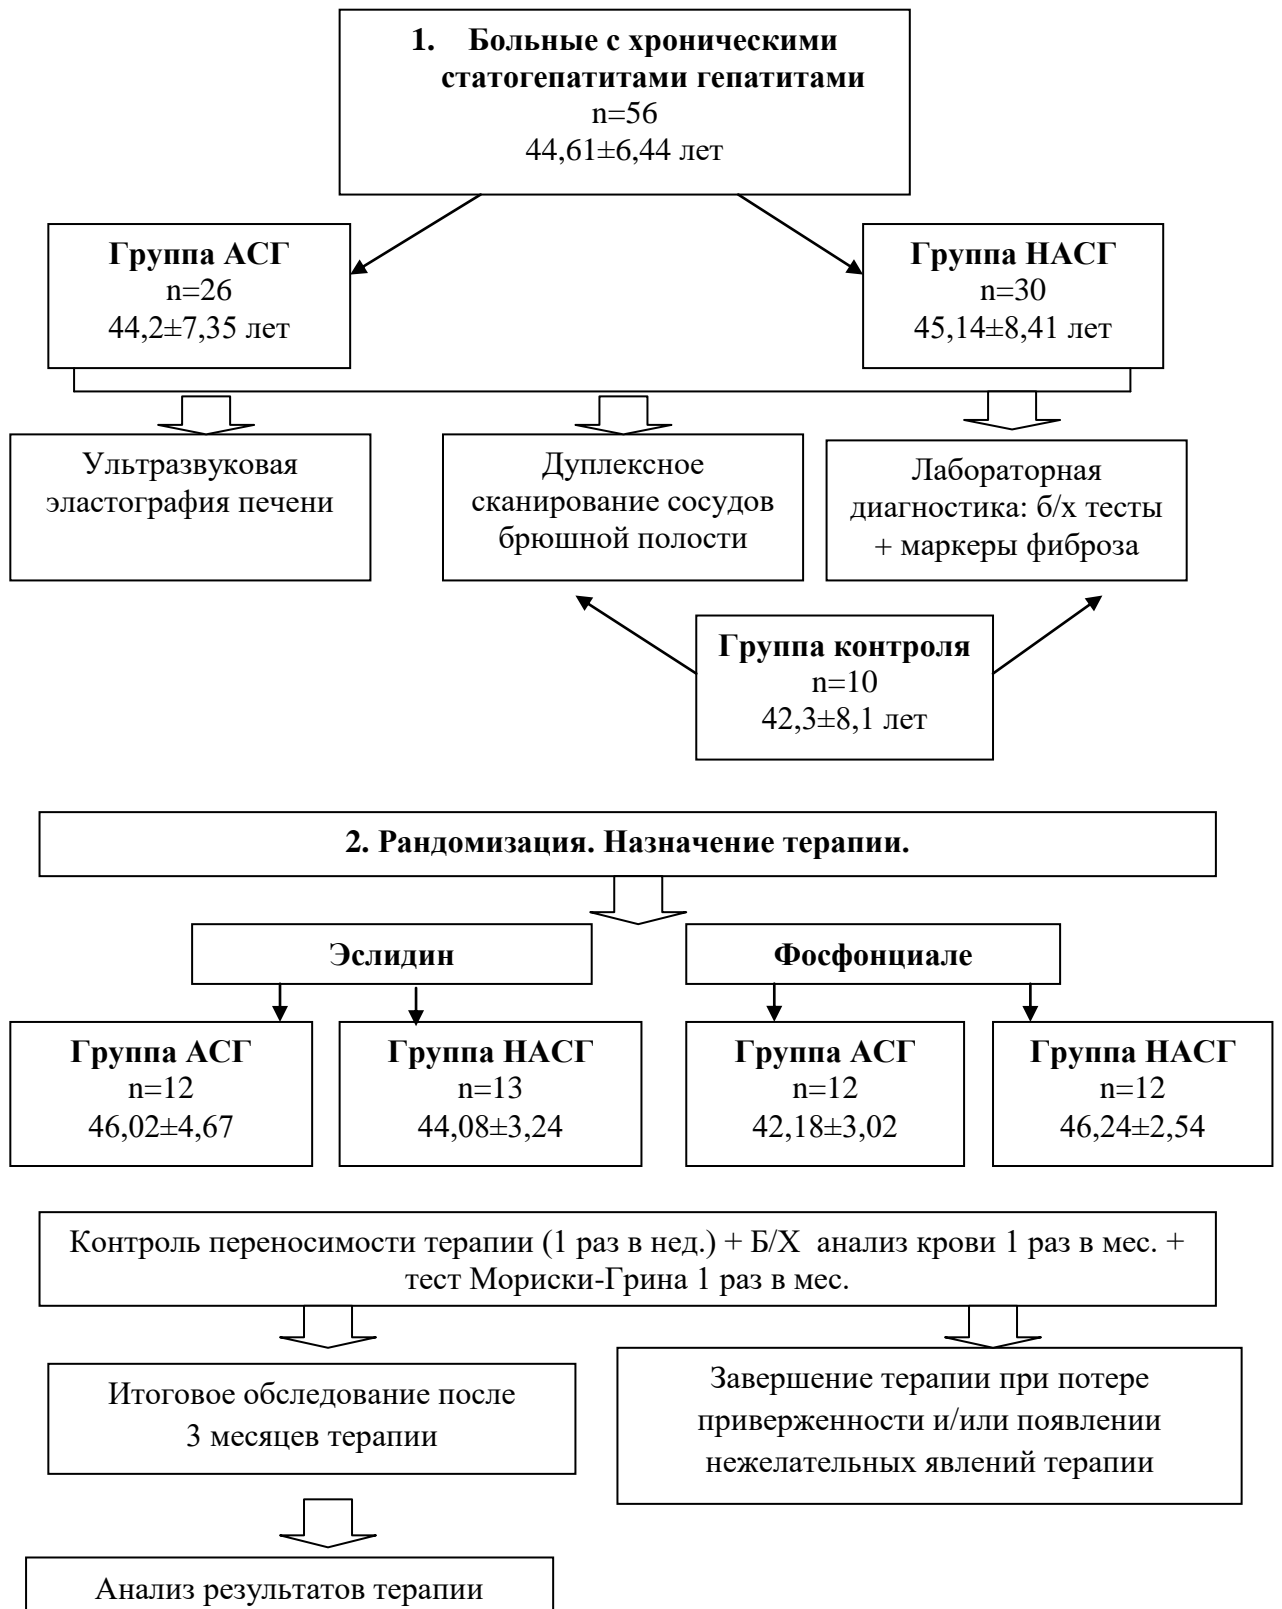 1. Больные с хроническими
статогепатитами гепатитами
n=56
44,61±6,44 лет
Группа АСГ
n=26
44,2±7,35 лет
Группа НАСГ
n=30
45,14±8,41 лет
Ультразвуковая
эластография печени
Дуплексное
сканирование сосудов
брюшной полости
Лабораторная
диагностика: б/х тесты
+ маркеры фиброза
Группа контроля
n=10
42,3±8,1 лет
2. Рандомизация. Назначение терапии.
Эслидин
Фосфонциале
Группа АСГ
n=12
46,02±4,67
Группа НАСГ
n=13
44,08±3,24
Группа АСГ
n=12
42,18±3,02
Группа НАСГ
n=12
46,24±2,54
Контроль переносимости терапии (1 раз в нед.) + Б/Х анализ крови 1 раз в мес. +
тест Мориски-Грина 1 раз в мес.
Итоговое обследование после
3 месяцев терапии
Завершение терапии при потере
приверженности и/или появлении
нежелательных явлений терапии
Анализ результатов терапии